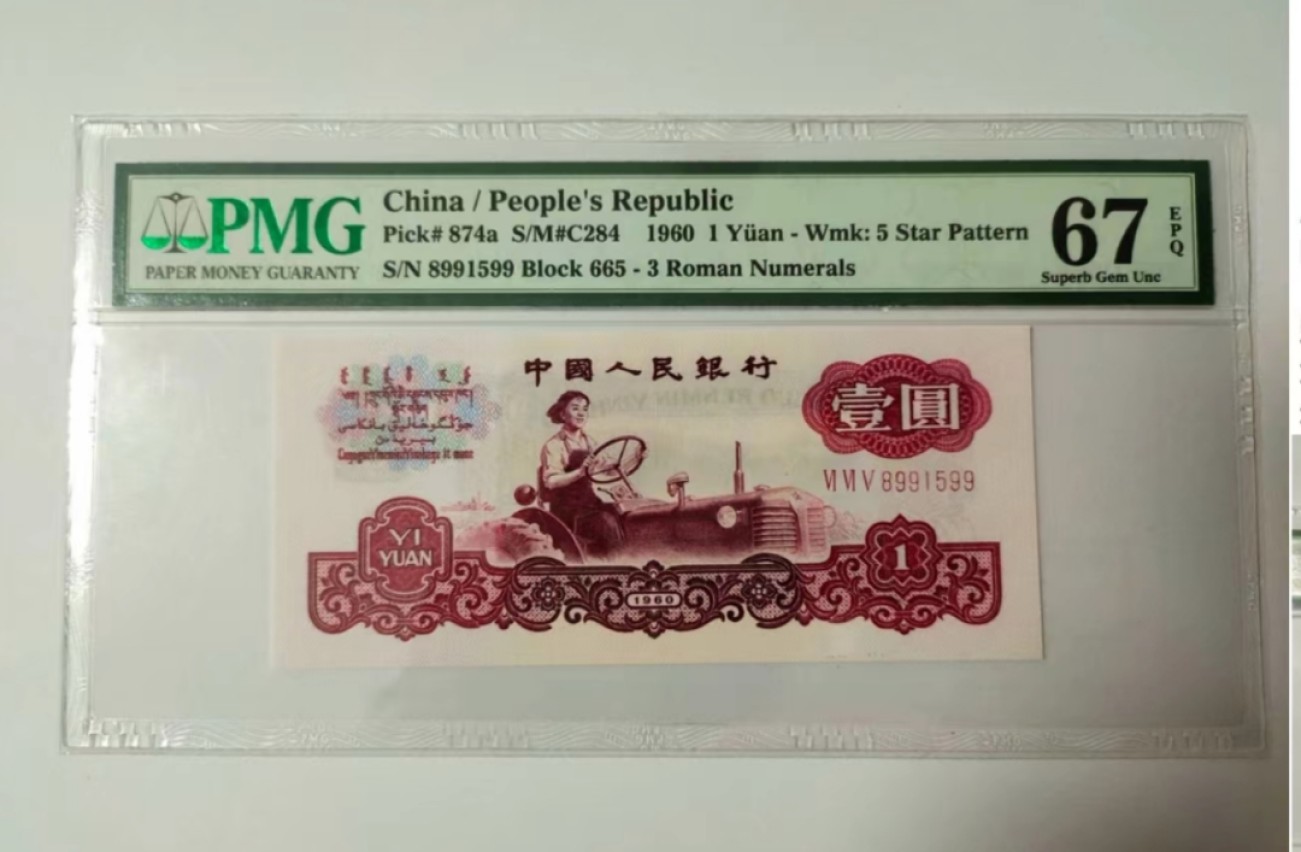 PMG
PAPER MONEY GUARANTY
China / People's Republic
Pick# 874a S/M#C284 1960 1 Yüan - Wmk: 5 Star Pattern
S/N 8991599 Block 665 - 3 Roman Numerals
67
EPQ
Superb Gem Unc
中國人民銀行
壹圓
VI VI V 8991599
YI
YUAN
1960
1